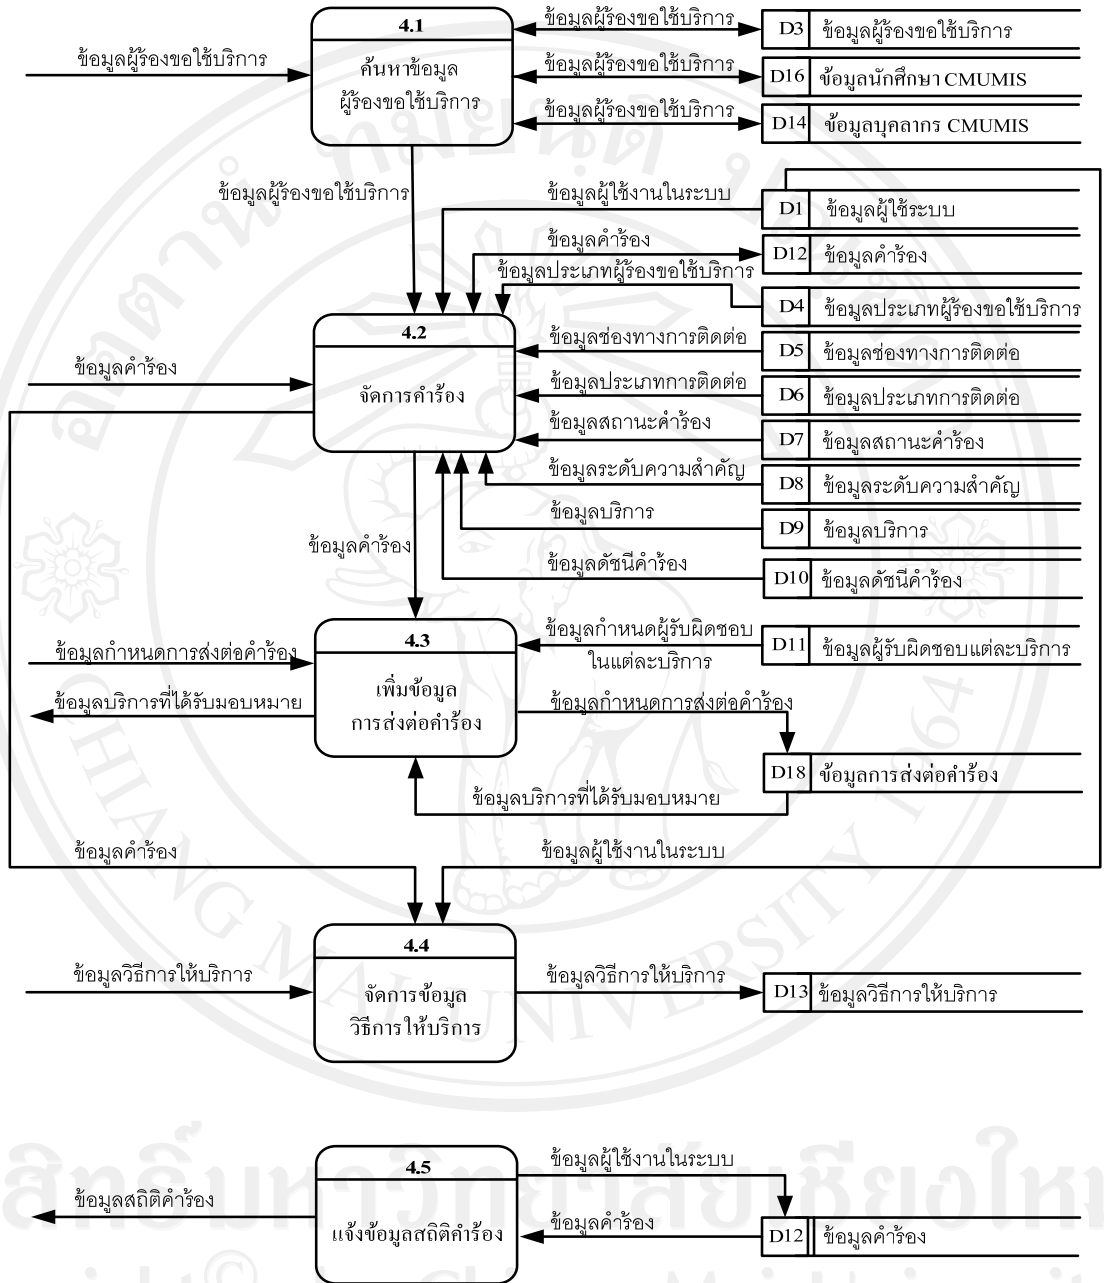 4.1
ค้นหาข้อมูล
ผู้ร้องขอใช้บริการ
ข้อมูลผู้ร้องขอใช้บริการ
ข้อมูลผู้ร้องขอใช้บริการ
D3 ข้อมูลผู้ร้องขอใช้บริการ
ข้อมูลผู้ร้องขอใช้บริการ
D16 ข้อมูลนักศึกษา CMUMIS
ข้อมูลผู้ร้องขอใช้บริการ
D14 ข้อมูลบุคลากร CMUMIS
ข้อมูลผู้ร้องขอใช้บริการ
ข้อมูลผู้ใช้งานในระบบ
D1 ข้อมูลผู้ใช้ระบบ
ข้อมูลคำร้อง
D12 ข้อมูลคำร้อง
ข้อมูลประเภทผู้ร้องขอใช้บริการ
D4 ข้อมูลประเภทผู้ร้องขอใช้บริการ
4.2
จัดการคำร้อง
ข้อมูลคำร้อง
ข้อมูลช่องทางการติดต่อ
D5 ข้อมูลช่องทางการติดต่อ
ข้อมูลประเภทการติดต่อ
D6 ข้อมูลประเภทการติดต่อ
ข้อมูลสถานะคำร้อง
D7 ข้อมูลสถานะคำร้อง
ข้อมูลระดับความสำคัญ
D8 ข้อมูลระดับความสำคัญ
ข้อมูลบริการ
D9 ข้อมูลบริการ
ข้อมูลคำร้อง
ข้อมูลดัชนีคำร้อง
D10 ข้อมูลดัชนีคำร้อง
4.3
เพิ่มข้อมูล
การส่งต่อคำร้อง
ข้อมูลกำหนดการส่งต่อคำร้อง
ข้อมูลบริการที่ได้รับมอบหมาย
ข้อมูลกำหนดผู้รับผิดชอบ
ในแต่ละบริการ
D11 ข้อมูลผู้รับผิดชอบแต่ละบริการ
ข้อมูลกำหนดการส่งต่อคำร้อง
D18 ข้อมูลการส่งต่อคำร้อง
ข้อมูลบริการที่ได้รับมอบหมาย
ข้อมูลคำร้อง
ข้อมูลผู้ใช้งานในระบบ
4.4
จัดการข้อมูล
วิธีการให้บริการ
ข้อมูลวิธีการให้บริการ
ข้อมูลวิธีการให้บริการ
D13 ข้อมูลวิธีการให้บริการ
4.5
แจ้งข้อมูลสถิติคำร้อง
ข้อมูลสถิติคำร้อง
ข้อมูลผู้ใช้งานในระบบ
ข้อมูลคำร้อง
D12 ข้อมูลคำร้อง
CHIANG MAI UNIVERSITY 1964